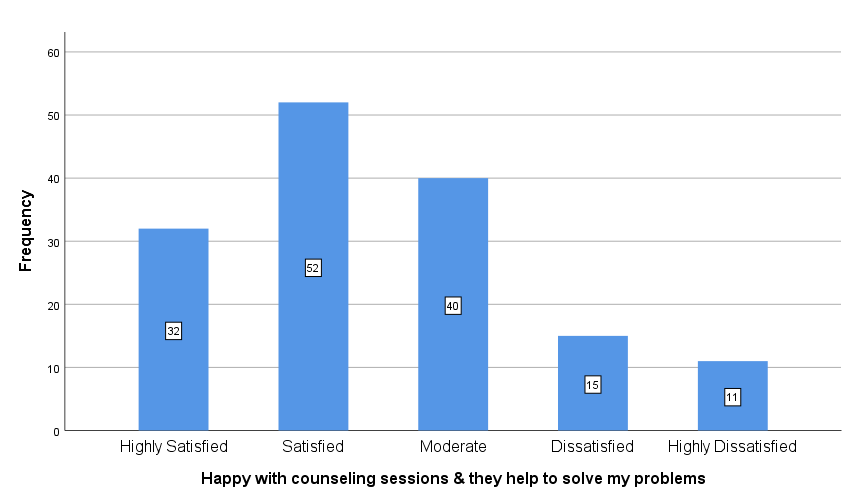 60
50
40
30
20
10
0
Frequency
32
52
40
15
11
Highly Satisfied
Satisfied
Moderate
Dissatisfied
Highly Dissatisfied
Happy with counseling sessions & they help to solve my problems